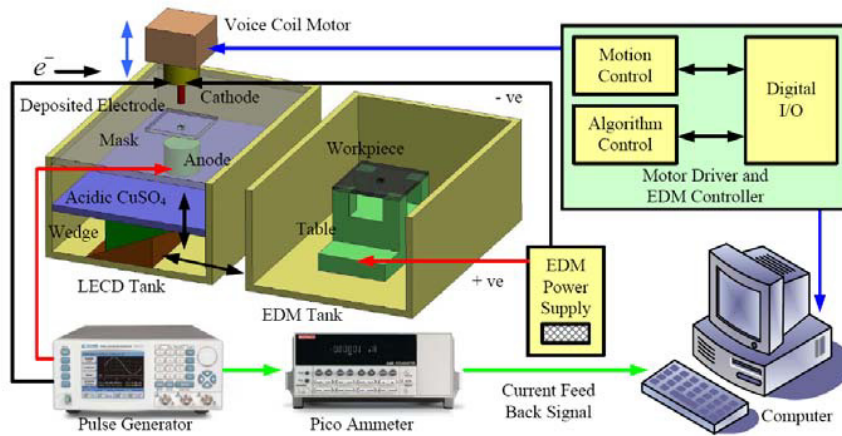 Voice Coil Motor
e⁻
Deposited Electrode
Cathode
Mask
Anode
Acidic CuSO₄
Wedge
LECD Tank
Workpiece
Table
EDM Tank
- ve
+ ve
EDM
Power
Supply
Motion
Control
Algorithm
Control
Digital
I/O
Motor Driver and
EDM Controller
Pulse Generator
Pico Ammeter
Current Feed
Back Signal
Computer